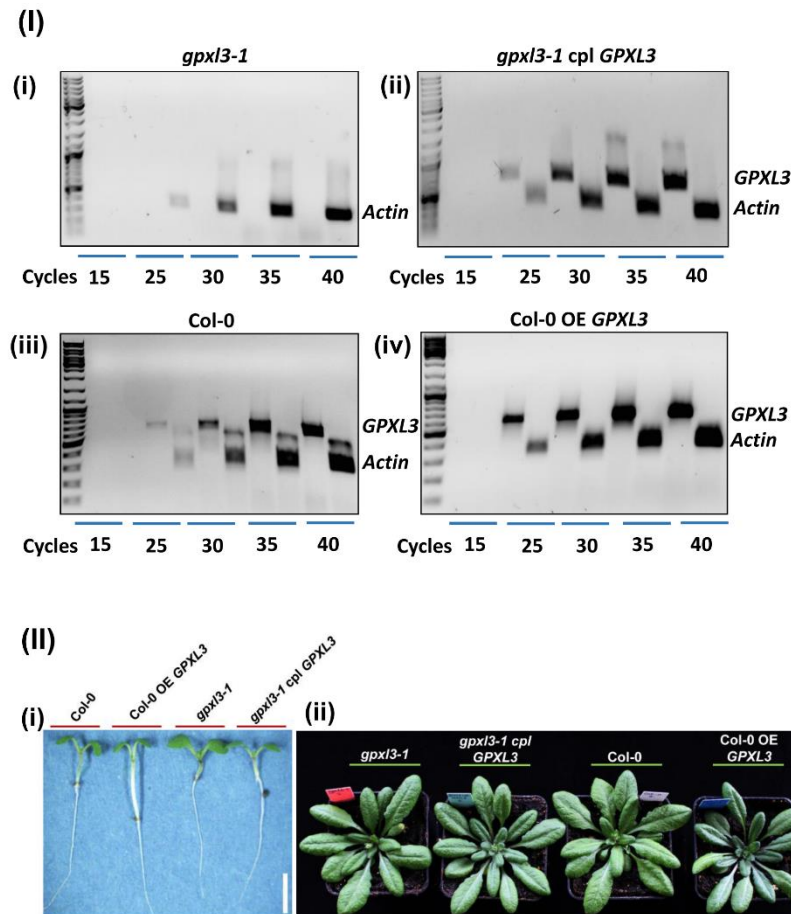 (I)
gpxl3-1
gpxl3-1 cpl GPXL3
(i)
(ii)
GPXL3
Actin
Actin
Cycles 15 25 30 35 40
Cycles 15 25 30 35 40
Col-0
Col-0 OE GPXL3
(iii)
(iv)
GPXL3
GPXL3
Actin
Actin
Cycles 15 25 30 35 40
Cycles 15 25 30 35 40
(II)
(i)
Col-0
Col-0 OE GPXL3
gpxl3-1
gpxl3-1 cpl GPXL3
(ii)
gpxl3-1
gpxl3-1 cpl
GPXL3
Col-0
Col-0 OE
GPXL3